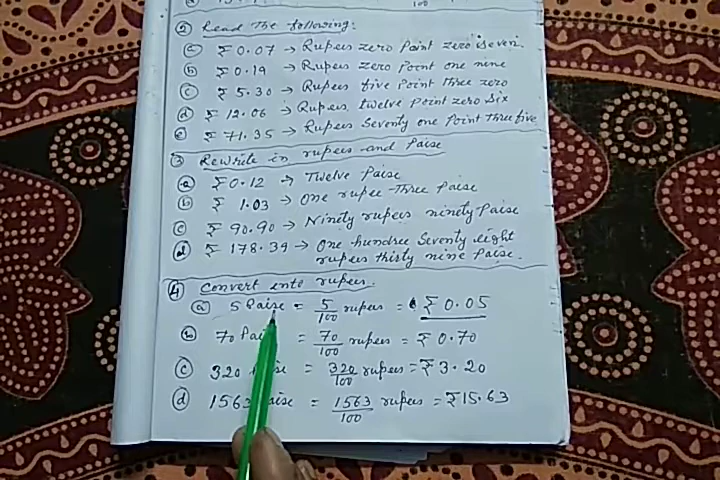 100
② Read The following:
ⓐ ₹ 0.07 → Rupees zero Point zero seven.
ⓑ ₹ 0.19 → Rupees zero Point one nine
ⓒ ₹ 5.30 → Rupees five Point Three zero
ⓓ ₹ 12.06 → Rupees twelve Point zero six
ⓔ ₹ 71.35 → Rupees Seventy one Point Three five
③ Rewrite in rupees and Paise
ⓐ ₹ 0.12 → Twelve Paise
ⓑ ₹ 1.03 → One rupee Three Paise
ⓒ ₹ 90.90 → Ninety rupees ninety Paise
ⓓ ₹ 178.39 → One hundree Seventy eight
rupees thirty nine Paise.
④ Convert into rupees.
ⓐ 5 Paise = 5/100 rupees = ₹ 0.05
ⓑ 70 Pai = 70/100 rupees = ₹ 0.70
ⓒ 320 ise = 320/100 rupees = ₹ 3.20
ⓓ 1563 aise = 1563/100 rupees = ₹ 15.63